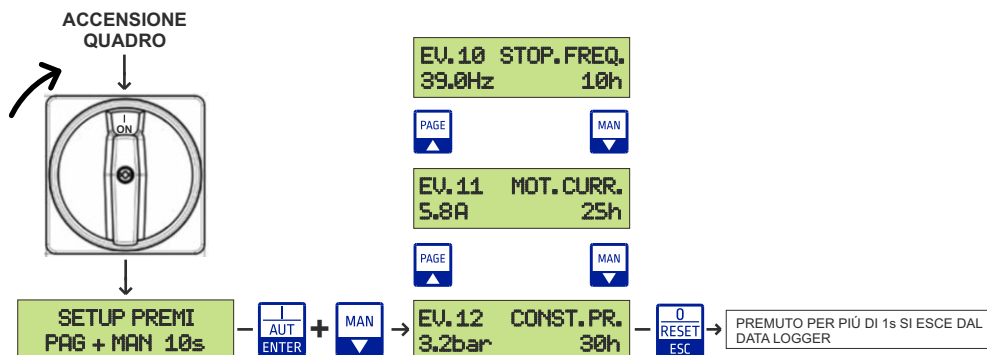 ACCENSIONE
QUADRO
I
ON
SETUP PREMI
PAG + MAN 10s
I
AUT
ENTER
+
MAN
EV.10 STOP.FREQ.
39.0Hz 10h
PAGE
MAN
EV.11 MOT.CURR.
5.8A 25h
PAGE
MAN
EV.12 CONST.PR.
3.2bar 30h
0
RESET
ESC
PREMUTO PER PIÚ DI 1s SI ESCE DAL
DATA LOGGER